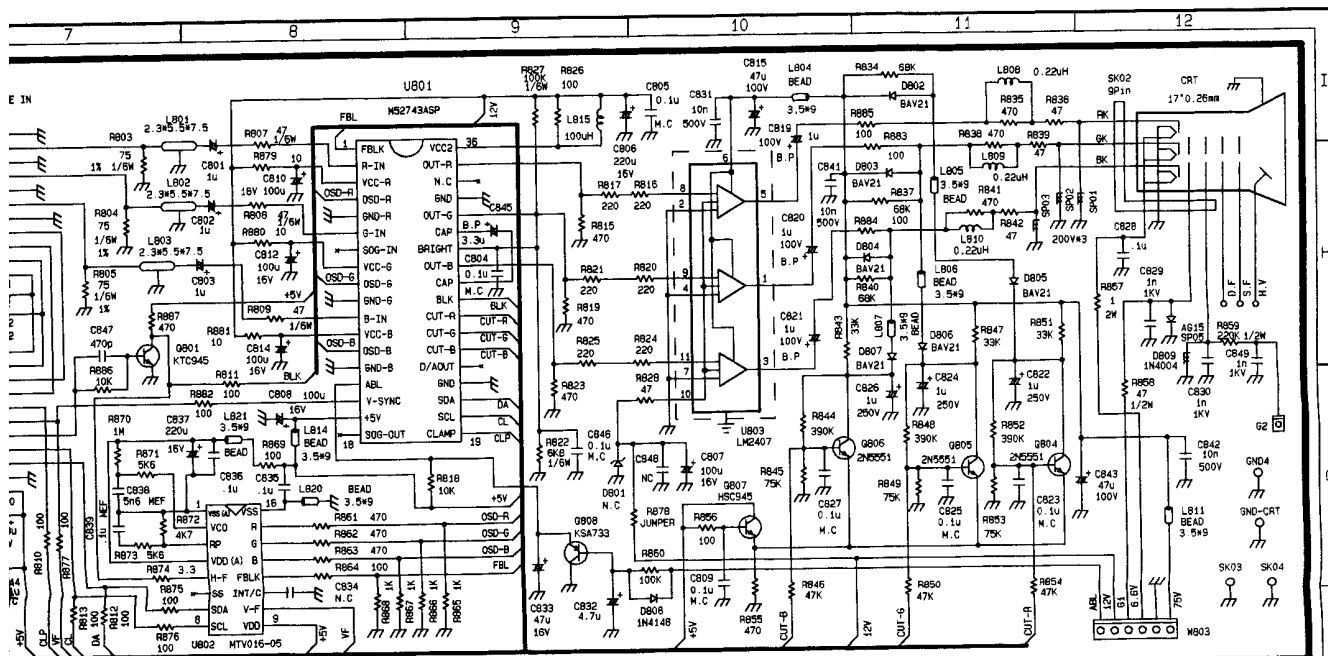 7 8 9 10 11 12
E IN
L801
2.3*5.5*7.5
R803
75
1% 1/6W
C801
1u
R807
47
1/6W
R879
100
C810
100u
16V
10
L802
2.3*5.5*7.5
R804
75
1/6W
1%
C802
1u
R808
47
1/6W
R880
100
C812
100u
16V
10
L803
2.3*5.5*7.5
R805
75
1/6W
1%
C803
1u
R809
47
1/6W
R881
100
C814
100u
16V
R887
470
C847
470p
Q801
KTC945
R886
10K
R811
100
R882
100
BLK
+5V
FBL
OSD-R
OSD-G
OSD-B
U801
M52743ASP
12V
1
36
18
19
FBLK
R-IN
VCC-R
OSD-R
GND-R
G-IN
SOG-IN
VCC-G
OSD-G
GND-G
B-IN
VCC-B
OSD-B
GND-B
ABL
V-SYNC
+5V
SOG-OUT
VCC2
OUT-R
N.C
GND
OUT-G
CAP
BRIGHT
OUT-B
CAP
BLK
CUT-R
CUT-G
CUT-B
D/AOUT
GND
SDA
SCL
CLAMP
BLK
CUT-R
CUT-G
CUT-B
DA
CL
CLP
C845
B.P
3.3u
C804
0.1u
M.C
R827
100K
1/6W
R826
100
L815
100uH
C806
220u
16V
C805
0.1u
M.C
C831
10n
500V
C815
47u
100V
L804
BEAD
3.5*9
R817
220
R816
220
R815
470
R821
220
R820
220
R819
470
R825
220
R824
220
R823
470
R828
47
6
8
2
9
4
11
7
10
5
1
3
U803
LM2407
C819
1u
100V
B.P
C820
1u
100V
B.P
C821
1u
100V
B.P
C841
10n
500V
R834
68K
D802
BAV21
R885
100
R883
100
D803
BAV21
R837
68K
R884
100
D804
BAV21
R840
68K
R843
33K
L805
3.5*9
BEAD
L806
BEAD
3.5*9
L807
3.5*9
BEAD
D807
BAV21
D806
BAV21
D805
BAV21
L808
0.22uH
R835
470
R836
47
R838
470
R839
47
L809
0.22uH
R841
470
R842
47
L810
0.22uH
SP03
SP02
SP01
200V*3
SK02
9Pin
CRT
17"0.26mm
RK
GK
BK
C828
.1u
C829
1n
1KV
R857
1
2W
D.F
S.F
H.V
AG15
SP05
R859
220K 1/2W
D809
1N4004
C849
1n
1KV
R858
47
1/2W
C830
1n
1KV
G2
R847
33K
R851
33K
C826
1u
250V
C824
1u
250V
C822
1u
250V
R844
390K
R848
390K
R852
390K
Q806
2N5551
Q805
2N5551
Q804
2N5551
R845
75K
R849
75K
R853
75K
C827
0.1u
M.C
C825
0.1u
M.C
C823
0.1u
M.C
C843
47u
100V
C842
10n
500V
L811
BEAD
3.5*9
GND4
GND-CRT
SK03
SK04
R870
1M
R871
5K6
C838
5n6 MEF
C839
1u MEF
R872
4K7
R873
5K6
C837
220u
16V
L821
3.5*9
BEAD
C836
.1u
R869
100
C835
.1u
C808
100u
16V
L814
BEAD
3.5*9
L820
BEAD
3.5*9
R874
3.3
R875
100
R876
100
1
16
8
9
VSS(A)
VSS
VCO
RP
VDD(A)
M-F
SS
SDA
SCL
R
G
B
FBLK
INT/C
V-F
VDD
U802
MTV016-05
R861 470
R862 470
R863 470
R864 100
C834
N.C
R868 1K
R867 1K
R866 1K
R865 1K
R818
10K
+5V
OSD-R
OSD-G
OSD-B
FBL
R822
6K8
1/6W
C846
0.1u
M.C
D801
N.C
C848
NC
C807
100u
16V
R878
JUMPER
Q808
KSA733
C833
47u
16V
C832
4.7u
R860
100K
D808
1N4148
R856
100
Q807
HSC945
C809
0.1u
M.C
R855
470
R846
47K
R850
47K
R854
47K
+5V
CUT-B
12V
CUT-G
CUT-R
ABL
12V
G1
6.6V
75V
W803
R810 100
R877 100
R813 100
R812 100
+5V
CLP
VF
CL
DA
+5V
VF